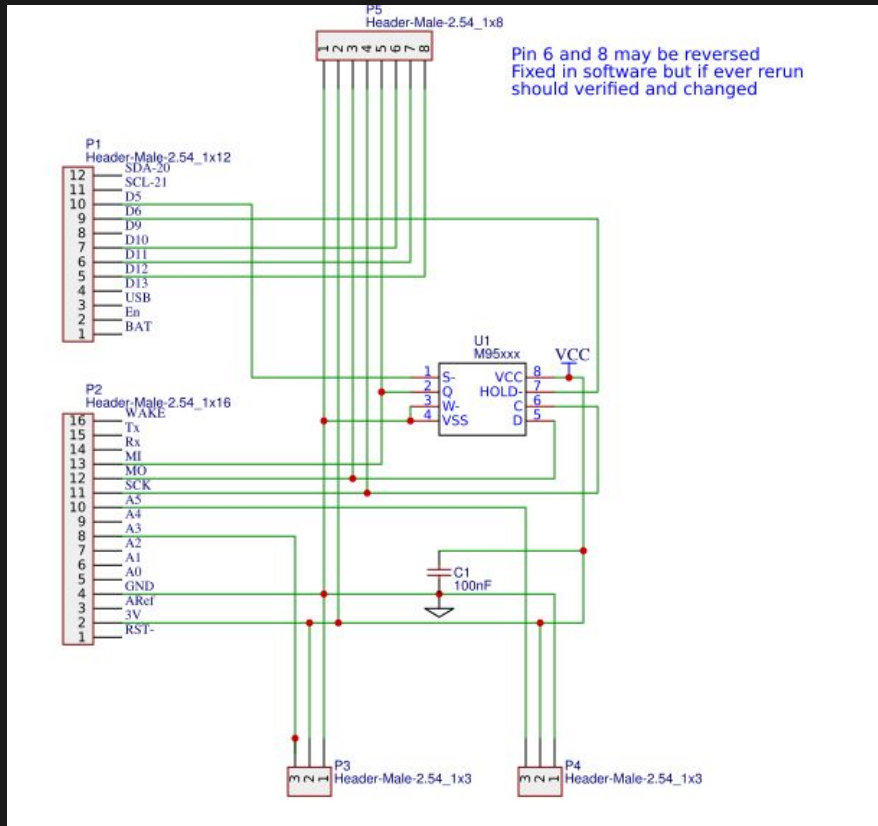 P5
Header-Male-2.54_1x8
1 2 3 4 5 6 7 8
Pin 6 and 8 may be reversed
Fixed in software but if ever rerun
should verified and changed
P1
Header-Male-2.54_1x12
12 SDA-20
11 SCL-21
10 D5
9 D6
8 D9
7 D10
6 D11
5 D12
4 D13
3 USB
2 En
1 BAT
U1
M95xxx
VCC
1 S- VCC 8
2 Q HOLD- 7
3 W- C 6
4 VSS D 5
P2
Header-Male-2.54_1x16
16 WAKE
15 Tx
14 Rx
13 MI
12 MO
11 SCK
10 A5
9 A4
8 A3
7 A2
6 A1
5 A0
4 GND
3 ARef
2 3V
1 RST-
C1
100nF
P3
Header-Male-2.54_1x3
3 2 1
P4
Header-Male-2.54_1x3
3 2 1